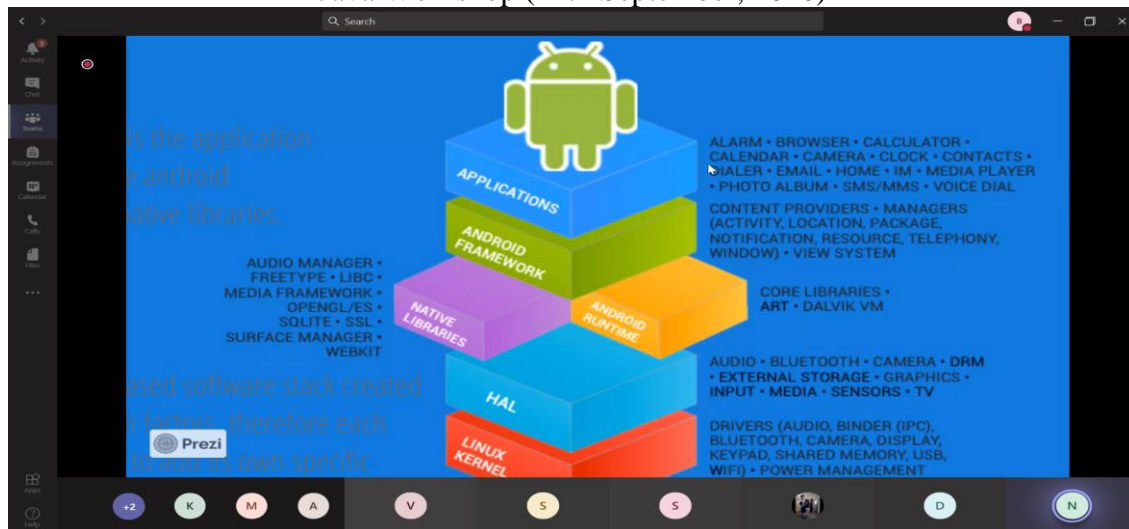 Search
B
3
Activity
Chat
Teams
Assignments
Calendar
Calls
Files
...
is the application
android
native libraries.
APPLICATIONS
ALARM • BROWSER • CALCULATOR •
CALENDAR • CAMERA • CLOCK • CONTACTS •
DIALER • EMAIL • HOME • IM • MEDIA PLAYER
• PHOTO ALBUM • SMS/MMS • VOICE DIAL
ANDROID
FRAMEWORK
CONTENT PROVIDERS • MANAGERS
(ACTIVITY, LOCATION, PACKAGE,
NOTIFICATION, RESOURCE, TELEPHONY,
WINDOW) • VIEW SYSTEM
AUDIO MANAGER •
FREETYPE • LIBC •
MEDIA FRAMEWORK •
OPENGL/ES •
SQLITE • SSL •
SURFACE MANAGER •
WEBKIT
NATIVE
LIBRARIES
ANDROID
RUNTIME
CORE LIBRARIES •
ART • DALVIK VM
HAL
AUDIO • BLUETOOTH • CAMERA • DRM
• EXTERNAL STORAGE • GRAPHICS •
INPUT • MEDIA • SENSORS • TV
based software stack created
factors, therefore each
to add its own specific
LINUX
KERNEL
DRIVERS (AUDIO, BINDER (IPC),
BLUETOOTH, CAMERA, DISPLAY,
KEYPAD, SHARED MEMORY, USB,
WIFI) • POWER MANAGEMENT
Prezi
Apps
Help
+2
K
M
A
V
S
S
D
N